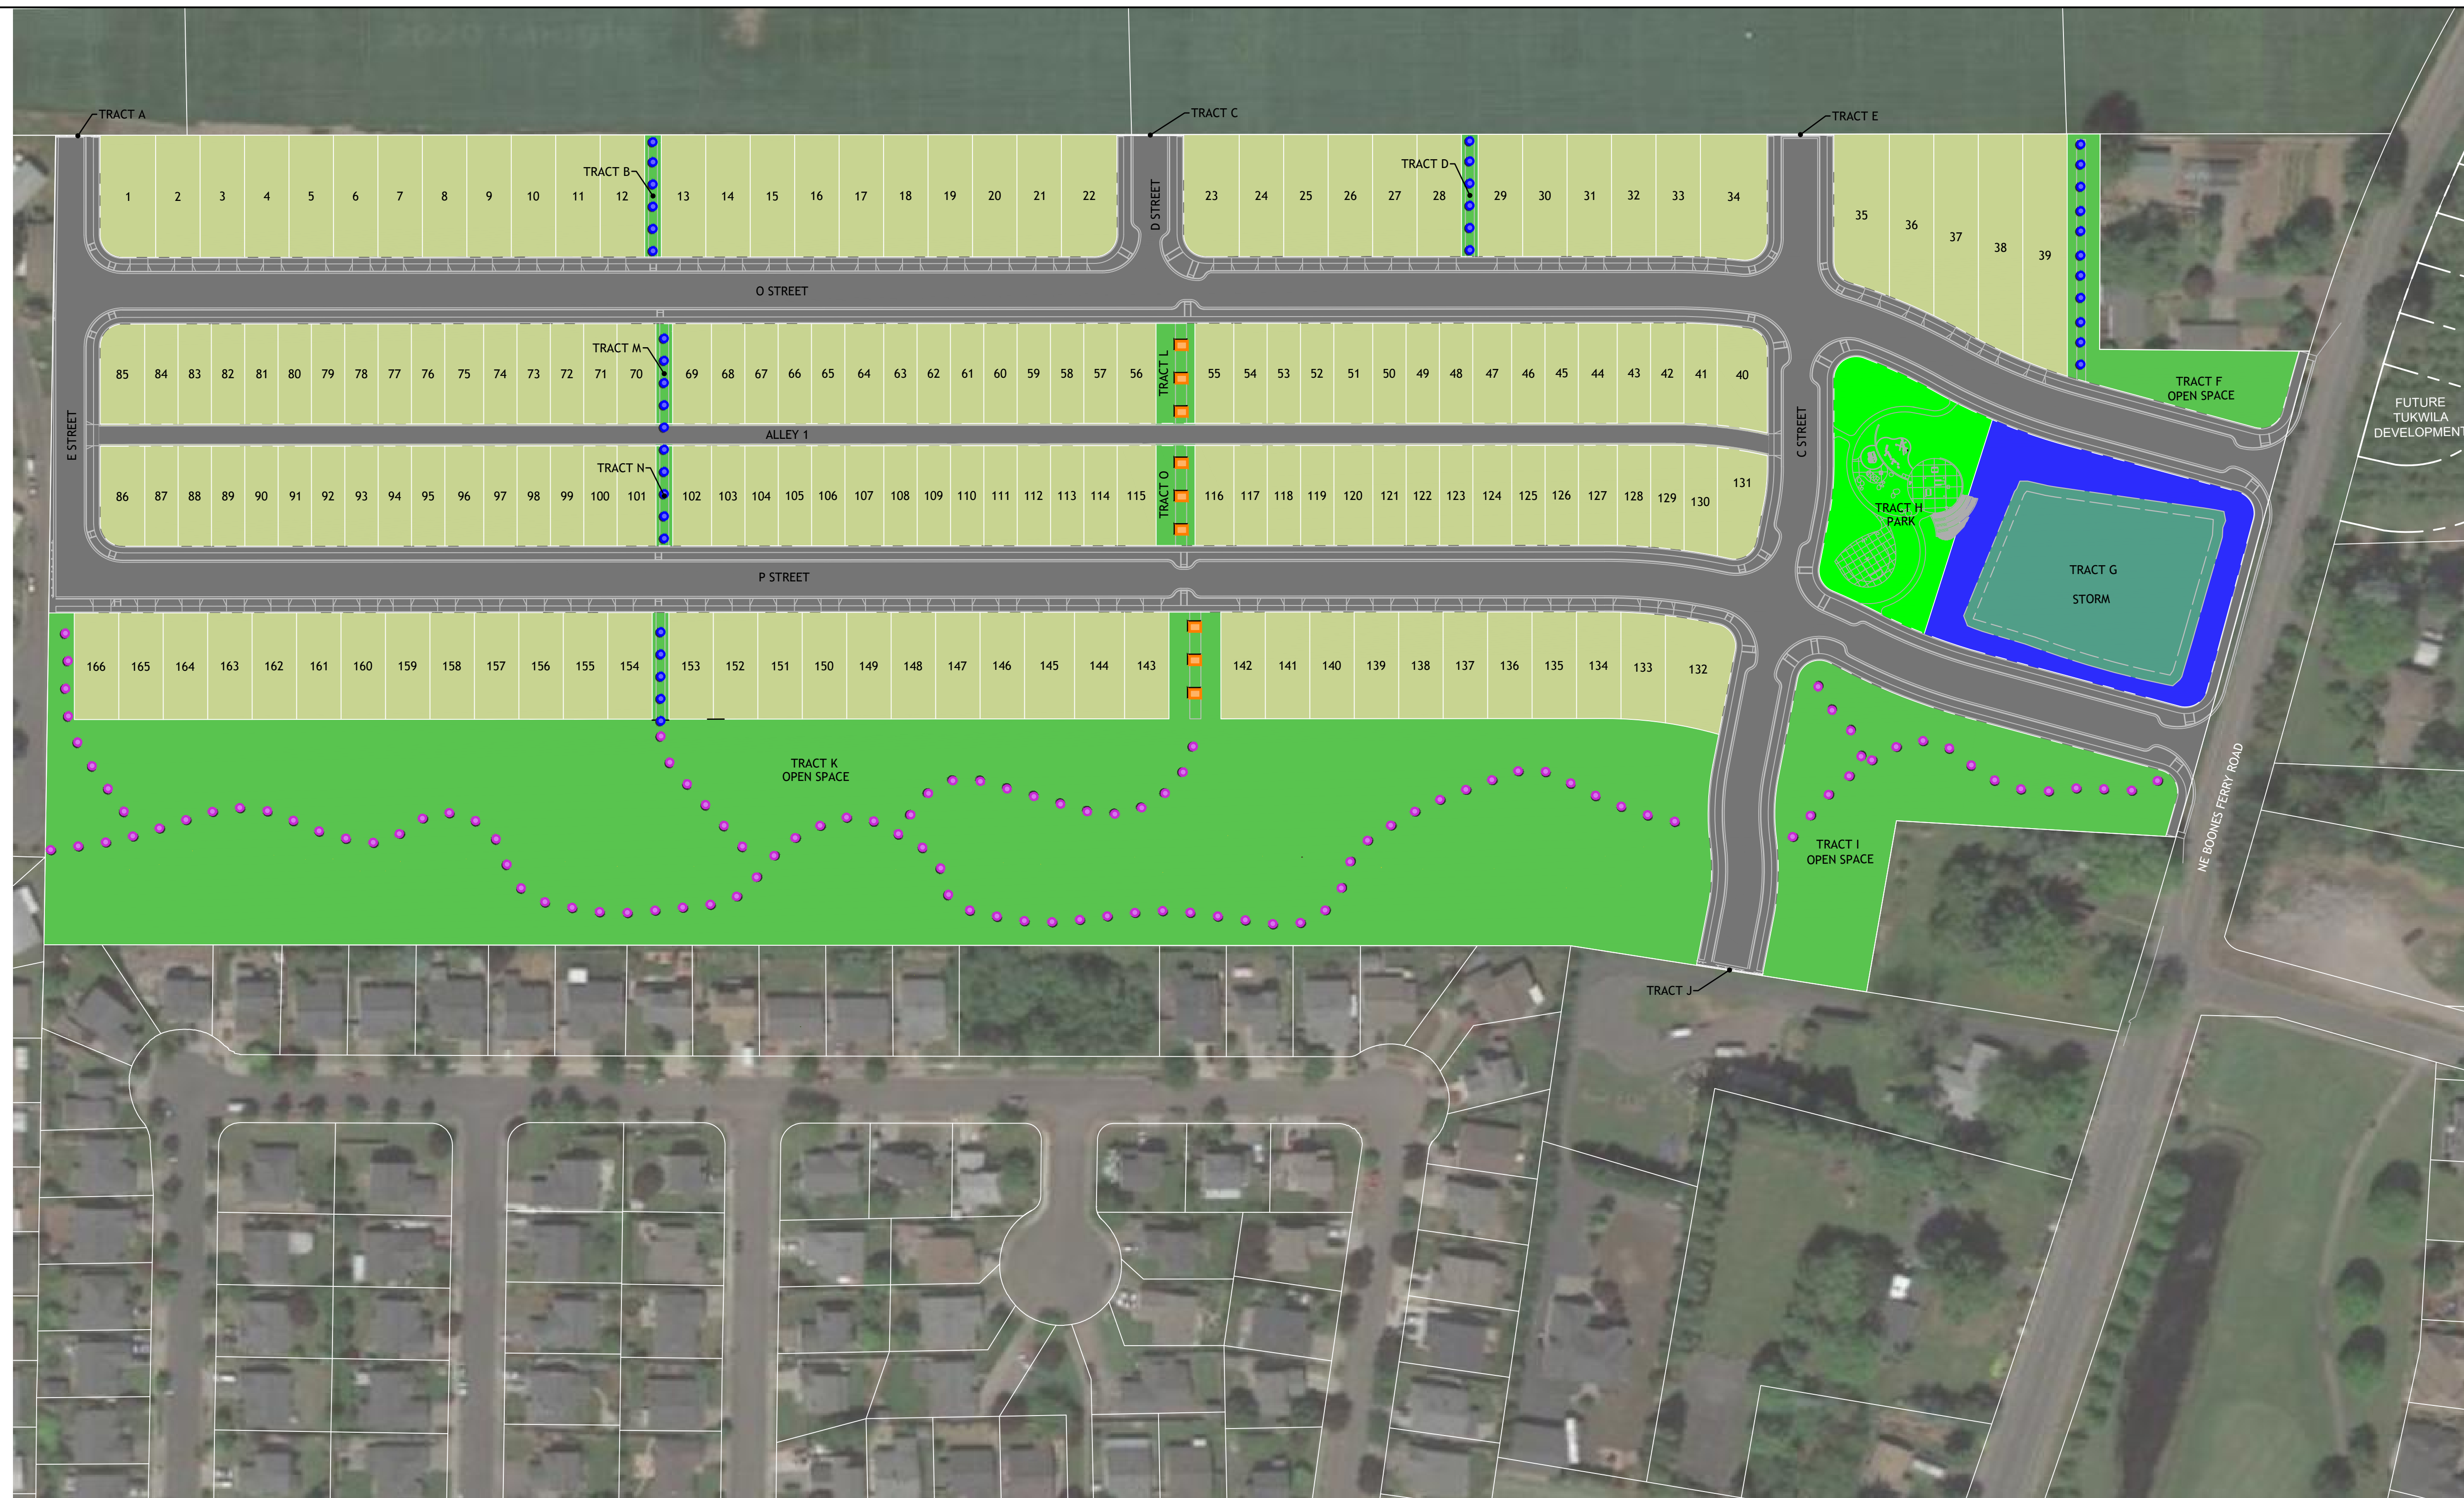 TRACT A
TRACT C
TRACT E
TRACT B
TRACT D
1 2 3 4 5 6 7 8 9 10 11 12 13 14 15 16 17 18 19 20 21 22
D STREET
23 24 25 26 27 28 29 30 31 32 33 34
35 36 37 38 39
O STREET
TRACT M
TRACT L
85 84 83 82 81 80 79 78 77 76 75 74 73 72 71 70 69 68 67 66 65 64 63 62 61 60 59 58 57 56
55 54 53 52 51 50 49 48 47 46 45 44 43 42 41 40
TRACT F
OPEN SPACE
FUTURE
TUKWILA
DEVELOPMENT
E STREET
ALLEY 1
C STREET
TRACT N
TRACT O
86 87 88 89 90 91 92 93 94 95 96 97 98 99 100 101 102 103 104 105 106 107 108 109 110 111 112 113 114 115
116 117 118 119 120 121 122 123 124 125 126 127 128 129 130 131
TRACT H
PARK
P STREET
TRACT G
STORM
166 165 164 163 162 161 160 159 158 157 156 155 154 153 152 151 150 149 148 147 146 145 144 143
142 141 140 139 138 137 136 135 134 133 132
TRACT K
OPEN SPACE
NE BOONES FERRY ROAD
TRACT I
OPEN SPACE
TRACT J